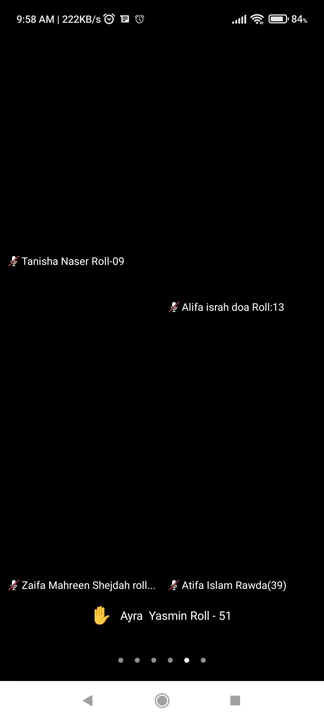 9:58 AM | 222KB/s 84%
Tanisha Naser Roll-09
Alifa israh doa Roll:13
Zaifa Mahreen Shejdah roll...
Atifa Islam Rawda(39)
Ayra Yasmin Roll - 51